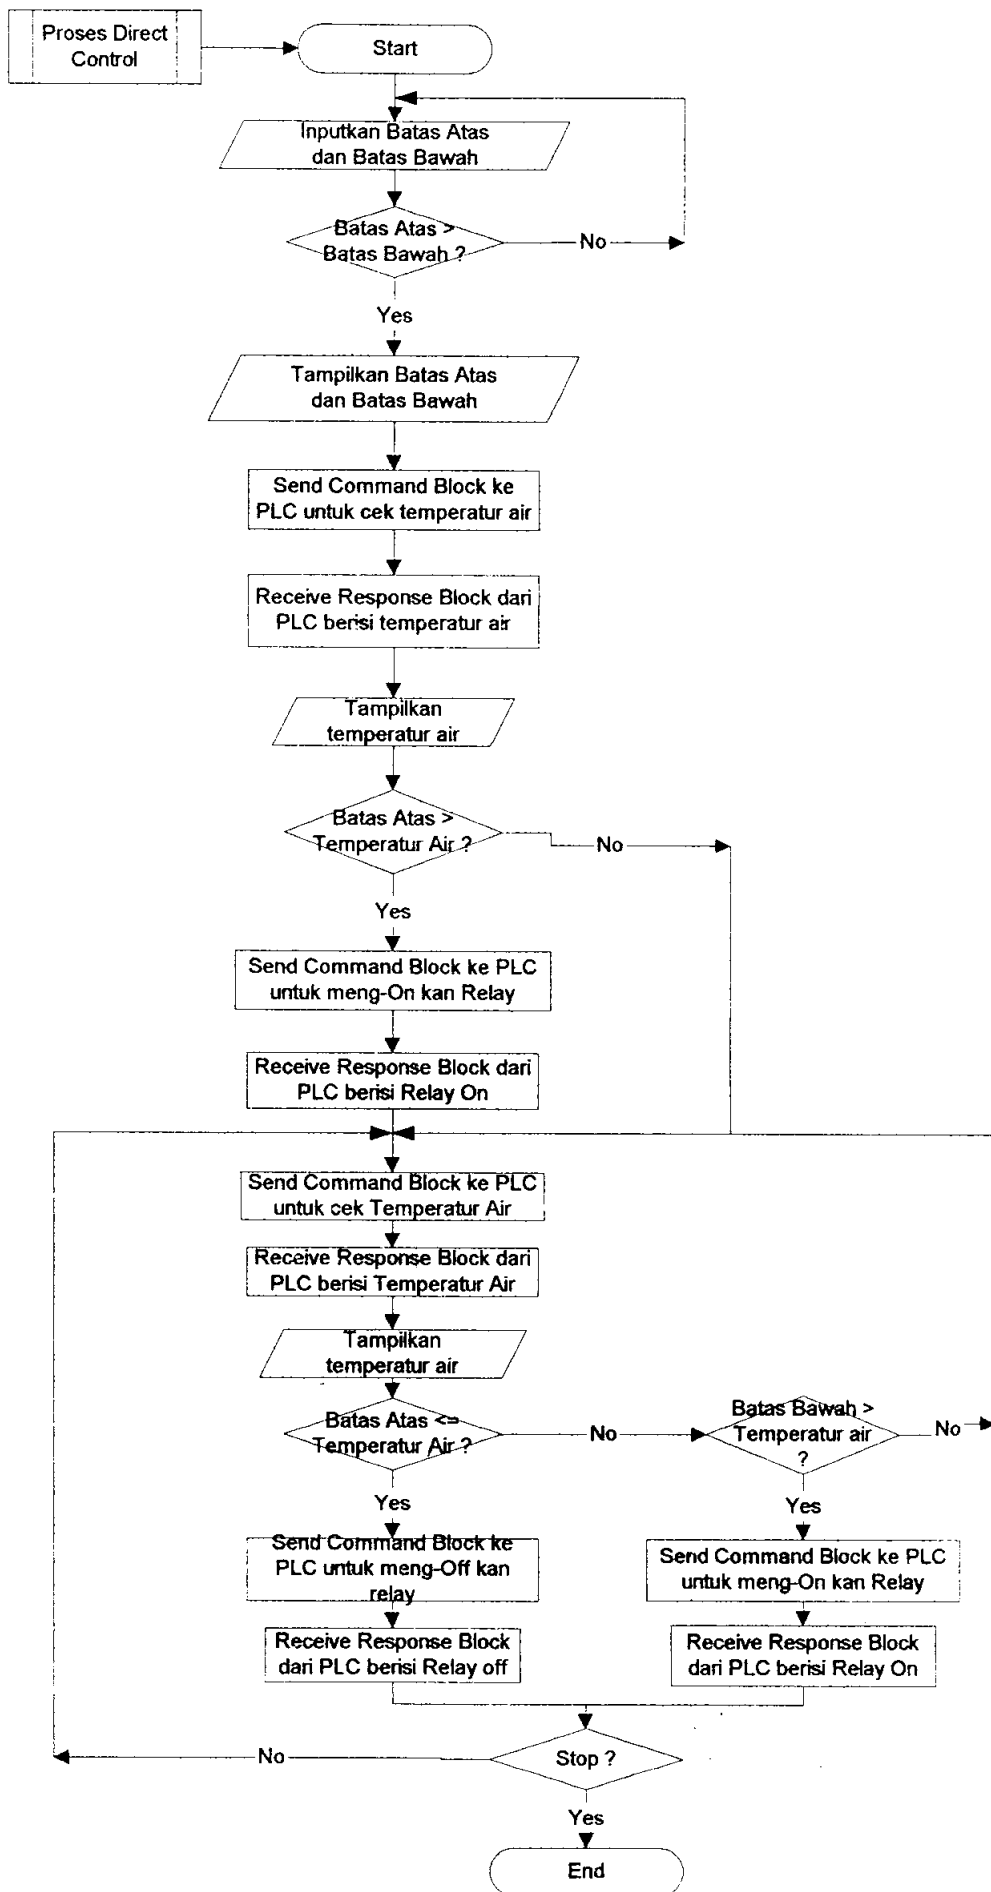 Proses Direct
Control
Start
Inputkan Batas Atas
dan Batas Bawah
Batas Atas >
Batas Bawah ?
No
Yes
Tampilkan Batas Atas
dan Batas Bawah
Send Command Block ke
PLC untuk cek temperatur air
Receive Response Block dari
PLC berisi temperatur air
Tampilkan
temperatur air
Batas Atas >
Temperatur Air ?
No
Yes
Send Command Block ke PLC
untuk meng-On kan Relay
Receive Response Block dari
PLC berisi Relay On
Send Command Block ke PLC
untuk cek Temperatur Air
Receive Response Block dari
PLC berisi Temperatur Air
Tampilkan
temperatur air
Batas Atas <=
Temperatur Air ?
No
Batas Bawah >
Temperatur air
?
No
Yes
Yes
Send Command Block ke
PLC untuk meng-Off kan
relay
Send Command Block ke PLC
untuk meng-On kan Relay
Receive Response Block
dari PLC berisi Relay off
Receive Response Block
dari PLC berisi Relay On
No
Stop ?
Yes
End